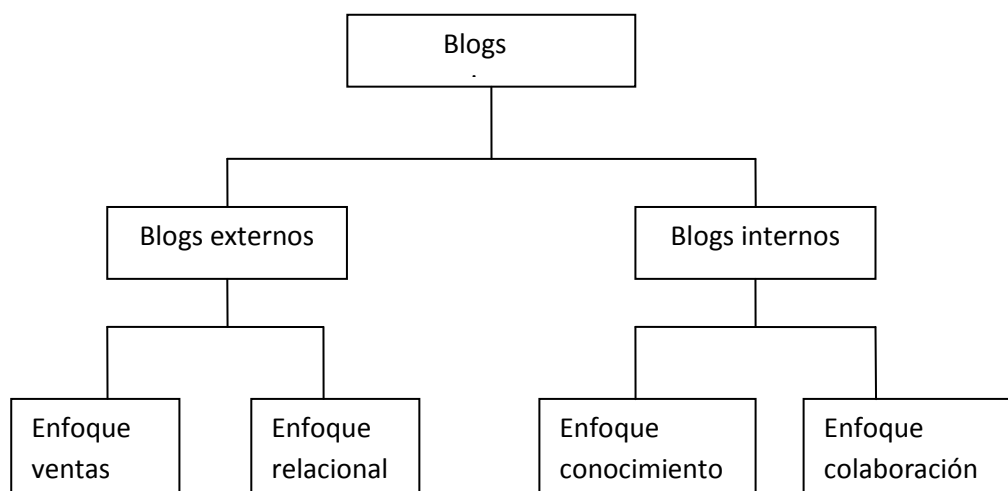 Blogs
Blogs externos
Blogs internos
Enfoque
ventas
Enfoque
relacional
Enfoque
conocimiento
Enfoque
colaboración